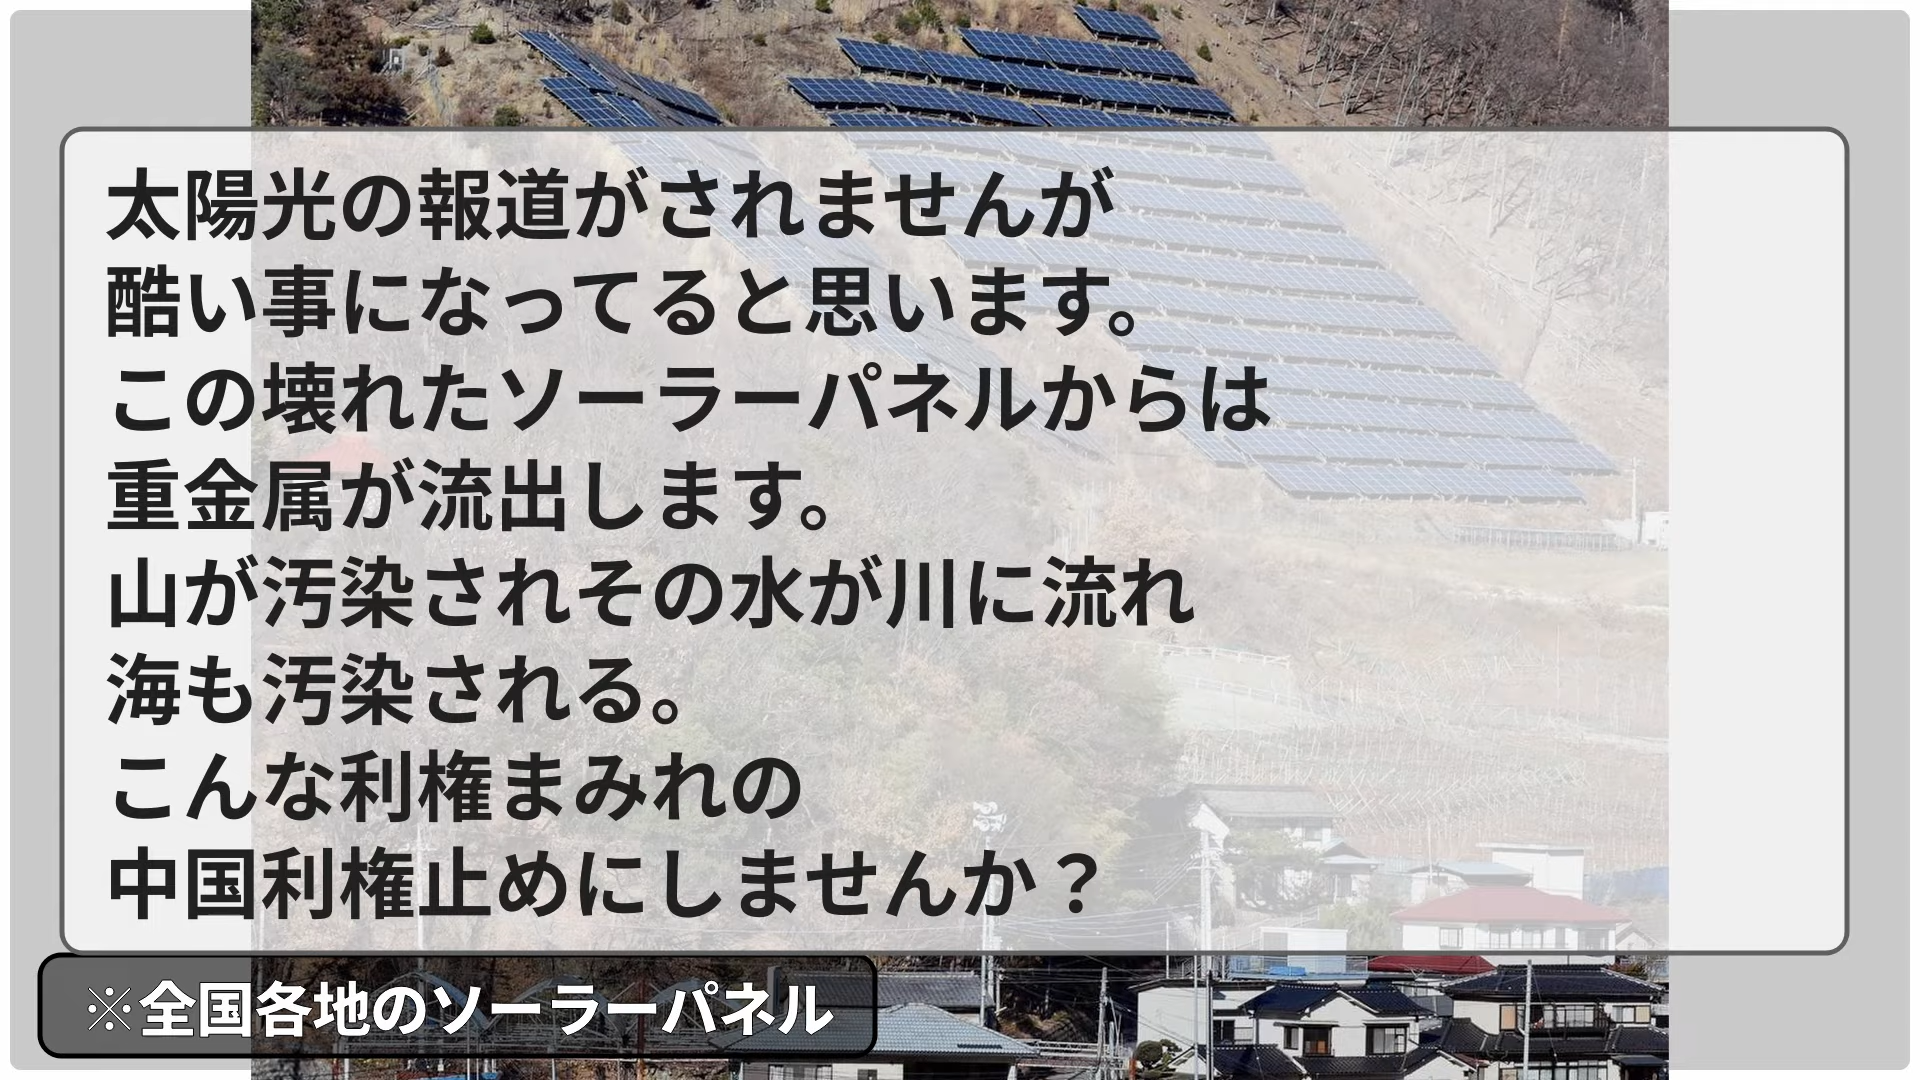 太陽光の報道がされませんが
酷い事になってると思います。
この壊れたソーラーパネルからは
重金属が流出します。
山が汚染されその水が川に流れ
海も汚染される。
こんな利権まみれの
中国利権止めにしませんか？
※全国各地のソーラーパネル